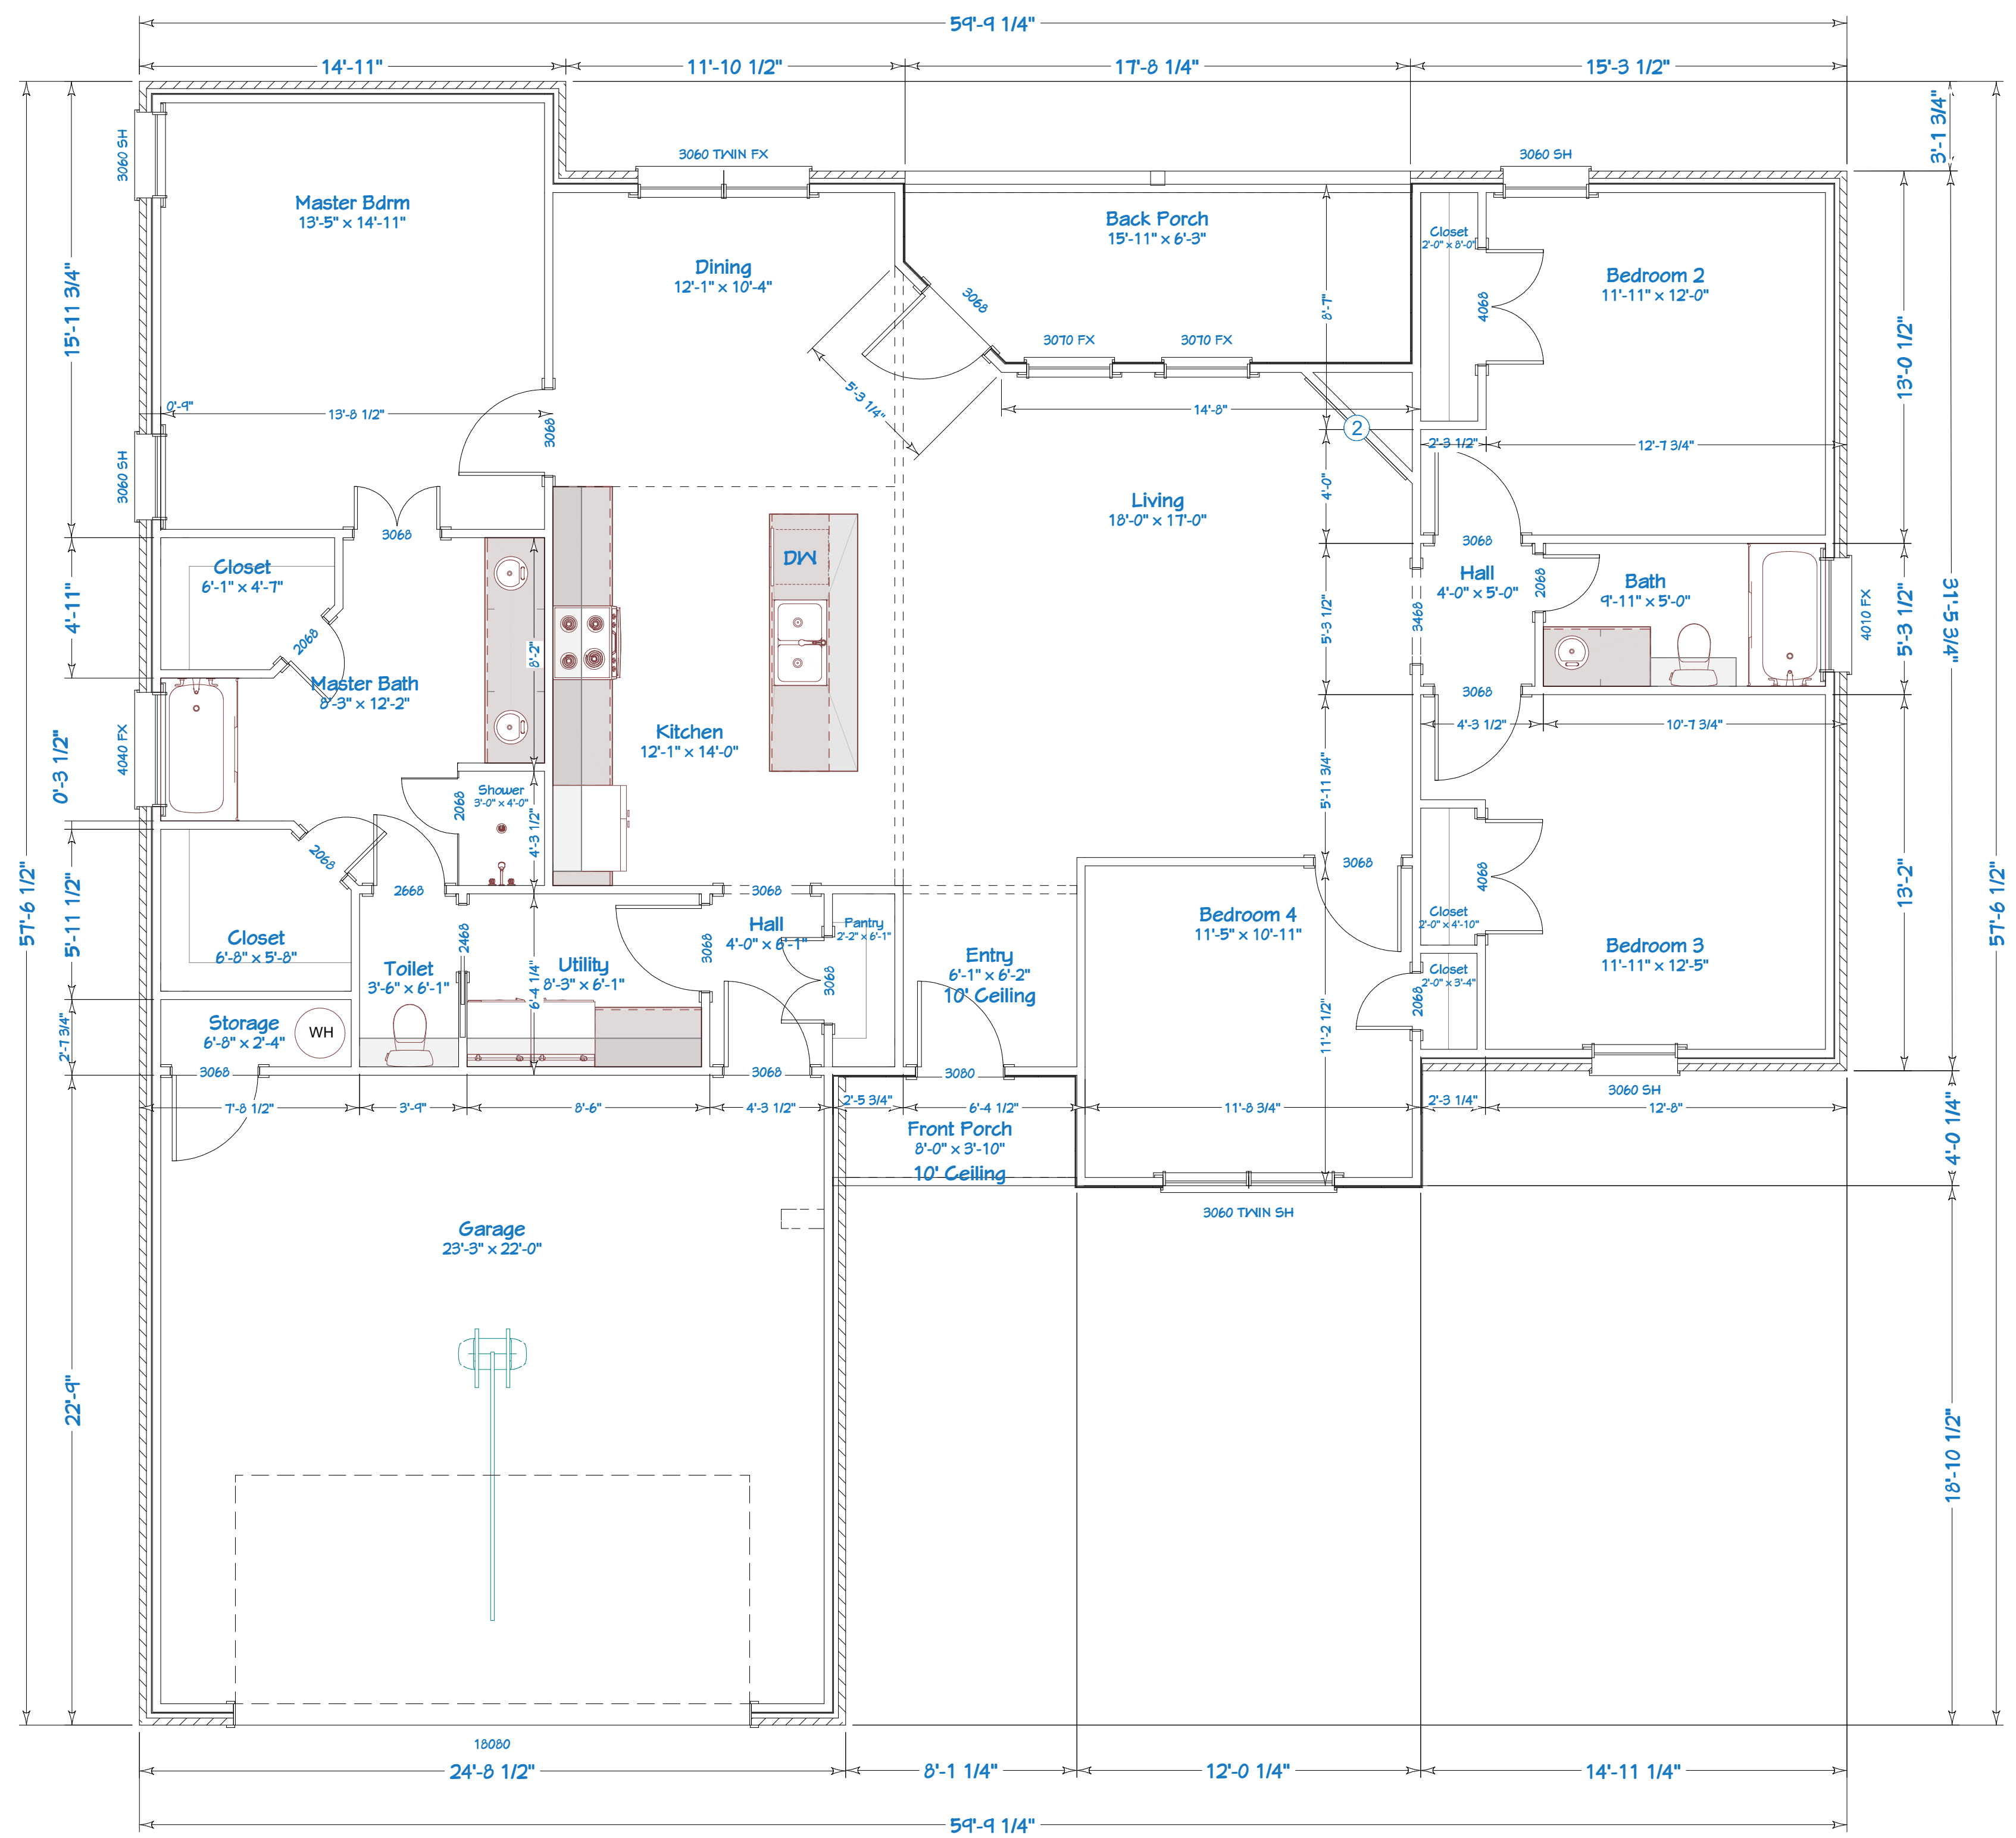 59'-9 1/4"
14'-11"
11'-10 1/2"
17'-8 1/4"
15'-3 1/2"
3'-1 3/4"
3060 SH
3060 TWIN FX
3060 SH
Master Bdrm
13'-5" x 14'-11"
Dining
12'-1" x 10'-4"
Back Porch
15'-11" x 6'-3"
Closet
2'-0" x 8'-0"
Bedroom 2
11'-11" x 12'-0"
15'-11 3/4"
3068
8'-7"
4068
13'-0 1/2"
3070 FX
3070 FX
0'-9"
13'-8 1/2"
3068
5'-3 1/4"
14'-8"
2
2'-3 1/2"
12'-7 3/4"
3060 SH
3068
4'-0"
Living
18'-0" x 17'-0"
3068
Closet
6'-1" x 4'-7"
4'-11"
2068
DW
Hall
4'-0" x 5'-0"
2068
Bath
9'-11" x 5'-0"
4010 FX
5'-3 1/2"
31'-5 3/4"
5'-3 1/2"
3468
8'-2"
Master Bath
8'-3" x 12'-2"
3068
4'-3 1/2"
10'-7 3/4"
Kitchen
12'-1" x 14'-0"
4040 FX
0'-3 1/2"
Shower
3'-0" x 4'-0"
2068
4'-3 1/2"
5'-11 3/4"
2068
2668
3068
3068
4068
13'-2"
57'-6 1/2"
5'-11 1/2"
Closet
6'-8" x 5'-8"
2468
Toilet
3'-6" x 6'-1"
Utility
8'-3" x 6'-1"
6'-4 1/4"
3068
Hall
4'-0" x 6'-1"
3068
Pantry
2'-2" x 6'-1"
Entry
6'-1" x 6'-2"
10' Ceiling
Bedroom 4
11'-5" x 10'-11"
Closet
2'-0" x 4'-10"
Bedroom 3
11'-11" x 12'-5"
Closet
2'-0" x 3'-4"
2068
57'-6 1/2"
2'-7 3/4"
Storage
6'-8" x 2'-4"
WH
11'-2 1/2"
3068
3068
3080
3060 SH
7'-8 1/2"
3'-9"
8'-6"
4'-3 1/2"
2'-5 3/4"
6'-4 1/2"
11'-8 3/4"
2'-3 1/4"
12'-8"
4'-0 1/4"
Front Porch
8'-0" x 3'-10"
10' Ceiling
3060 TWIN SH
Garage
23'-3" x 22'-0"
22'-9"
18'-10 1/2"
18080
24'-8 1/2"
8'-1 1/4"
12'-0 1/4"
14'-11 1/4"
59'-9 1/4"